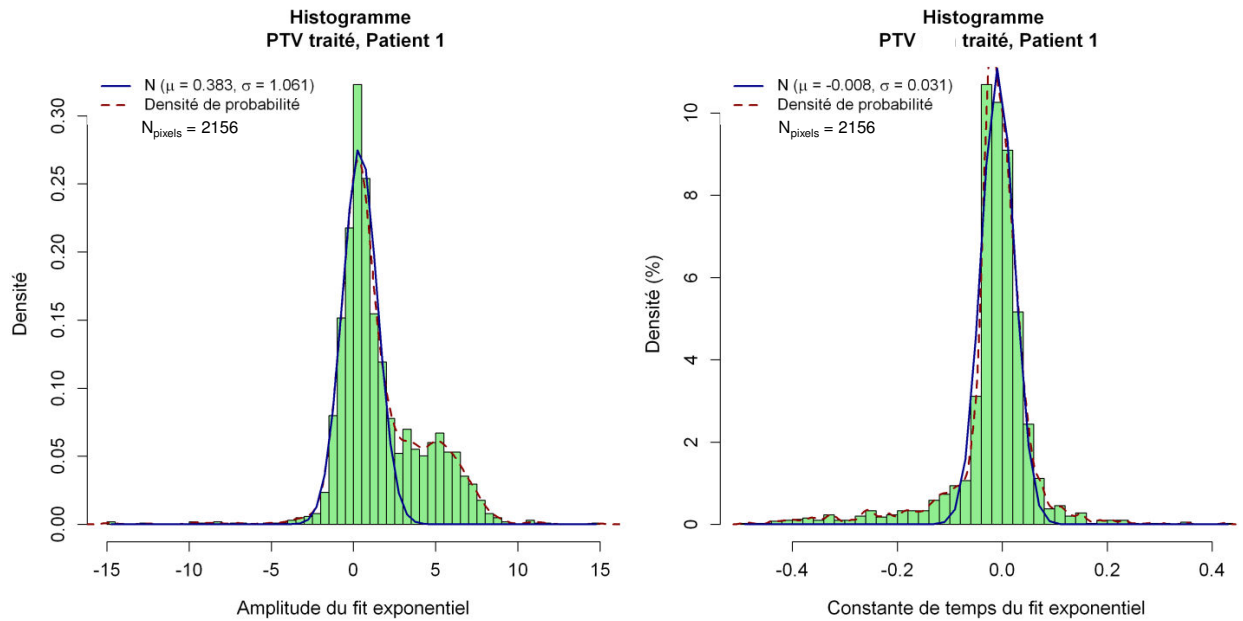 Histogramme
PTV traité, Patient 1
N (μ = 0.383, σ = 1.061)
Densité de probabilité
Npixels = 2156
Densité
0.30
0.25
0.20
0.15
0.10
0.05
0.00
-15 -10 -5 0 5 10 15
Amplitude du fit exponentiel
Histogramme
PTV traité, Patient 1
N (μ = -0.008, σ = 0.031)
Densité de probabilité
Npixels = 2156
Densité (%)
10
8
6
4
2
0
-0.4 -0.2 0.0 0.2 0.4
Constante de temps du fit exponentiel